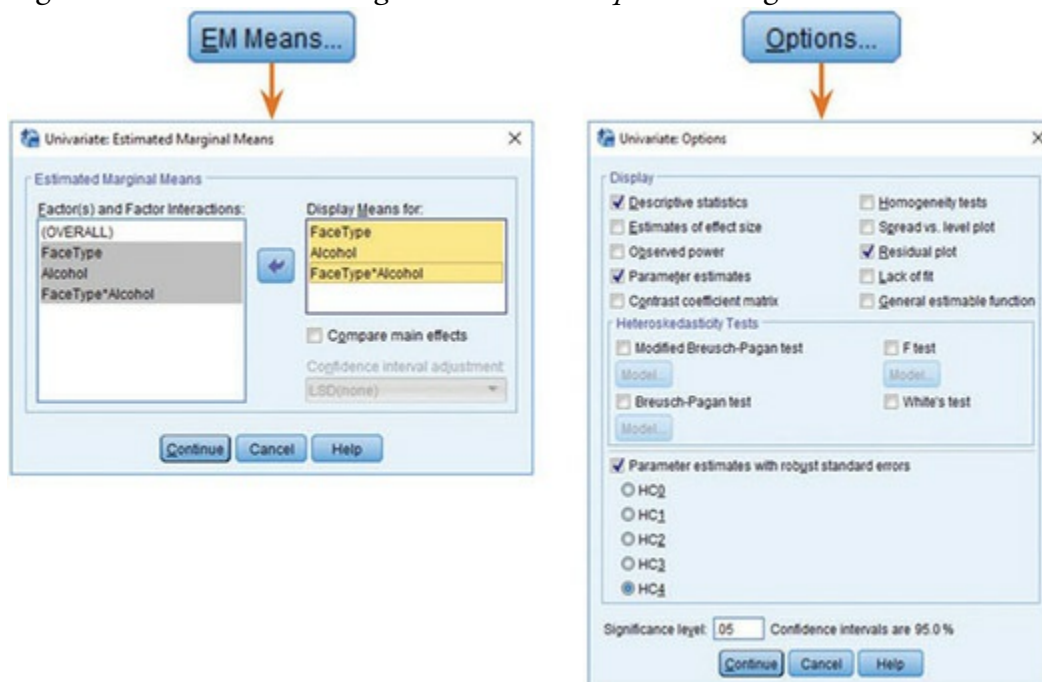 EM Means...
Univariate: Estimated Marginal Means
Estimated Marginal Means
Factor(s) and Factor Interactions:
(OVERALL)
FaceType
Alcohol
FaceType*Alcohol
Display Means for:
FaceType
Alcohol
FaceType*Alcohol
Compare main effects
Confidence interval adjustment:
LSD(none)
Continue Cancel Help
Options...
Univariate: Options
Display
Descriptive statistics Homogeneity tests
Estimates of effect size Spread vs. level plot
Observed power Residual plot
Parameter estimates Lack of fit
Contrast coefficient matrix General estimable function
Heteroskedasticity Tests
Modified Breusch-Pagan test F test
Model... Model...
Breusch-Pagan test White's test
Model...
Parameter estimates with robust standard errors
HC0
HC1
HC2
HC3
HC4
Significance level: .05 Confidence intervals are 95.0 %
Continue Cancel Help